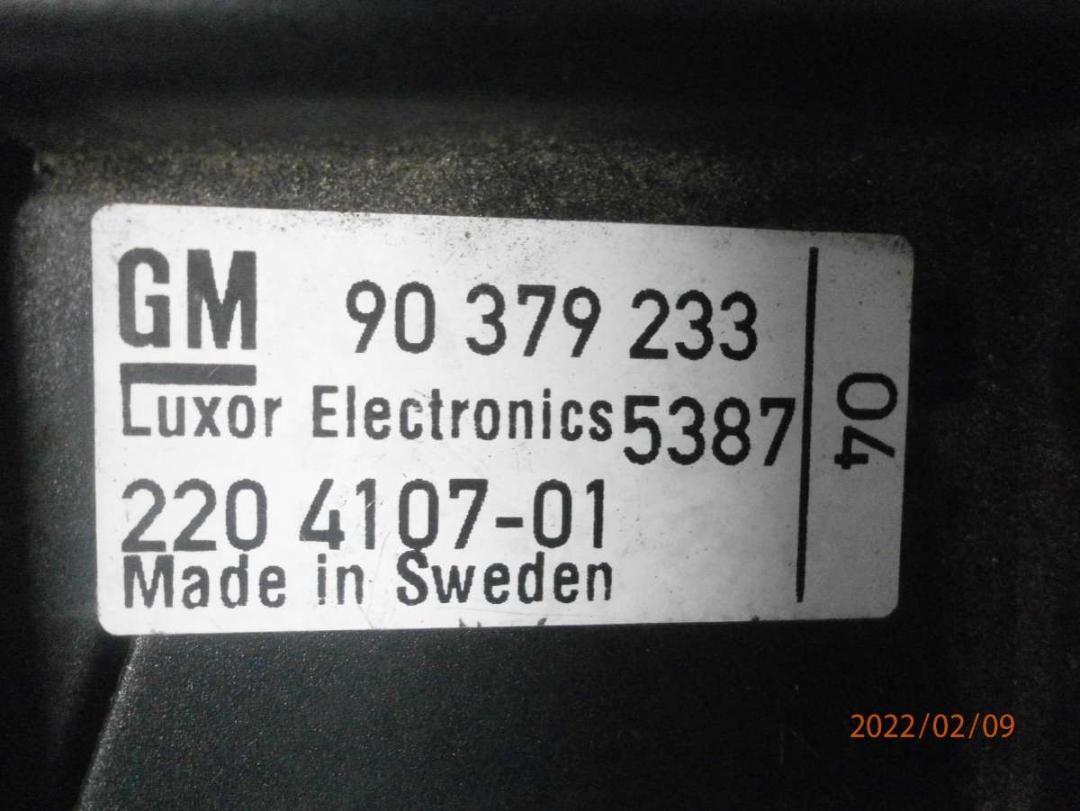 GM 90 379 233
Luxor Electronics 5387
220 4107-01
Made in Sweden
04
2022/02/09